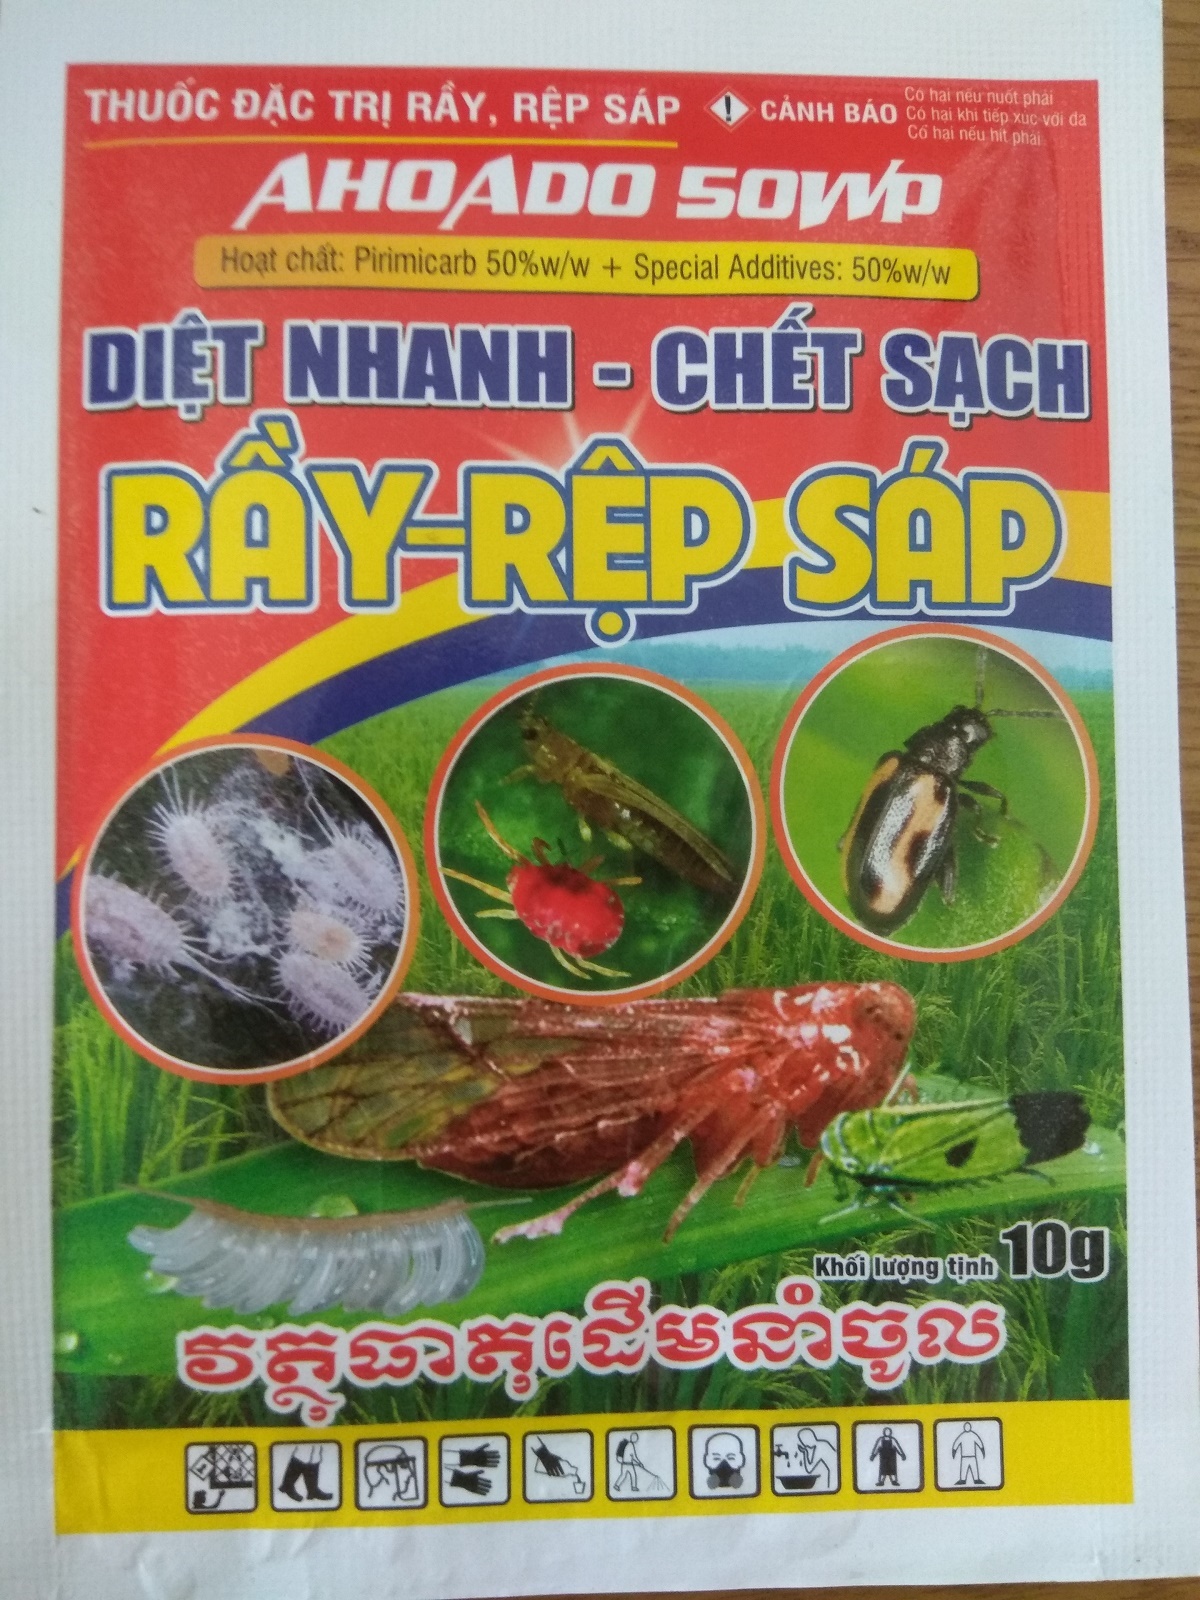 THUỐC ĐẶC TRỊ RẦY, RỆP SÁP
CẢNH BÁO
Có hại nếu nuốt phải
Có hại khi tiếp xúc với da
Có hại nếu hít phải
AHOADO 50WP
Hoạt chất: Pirimicarb 50%w/w + Special Additives: 50%w/w
DIỆT NHANH - CHẾT SẠCH
RẦY-RỆP SÁP
Khối lượng tịnh 10g
វត្ថុធាតុដើមនាំចូល